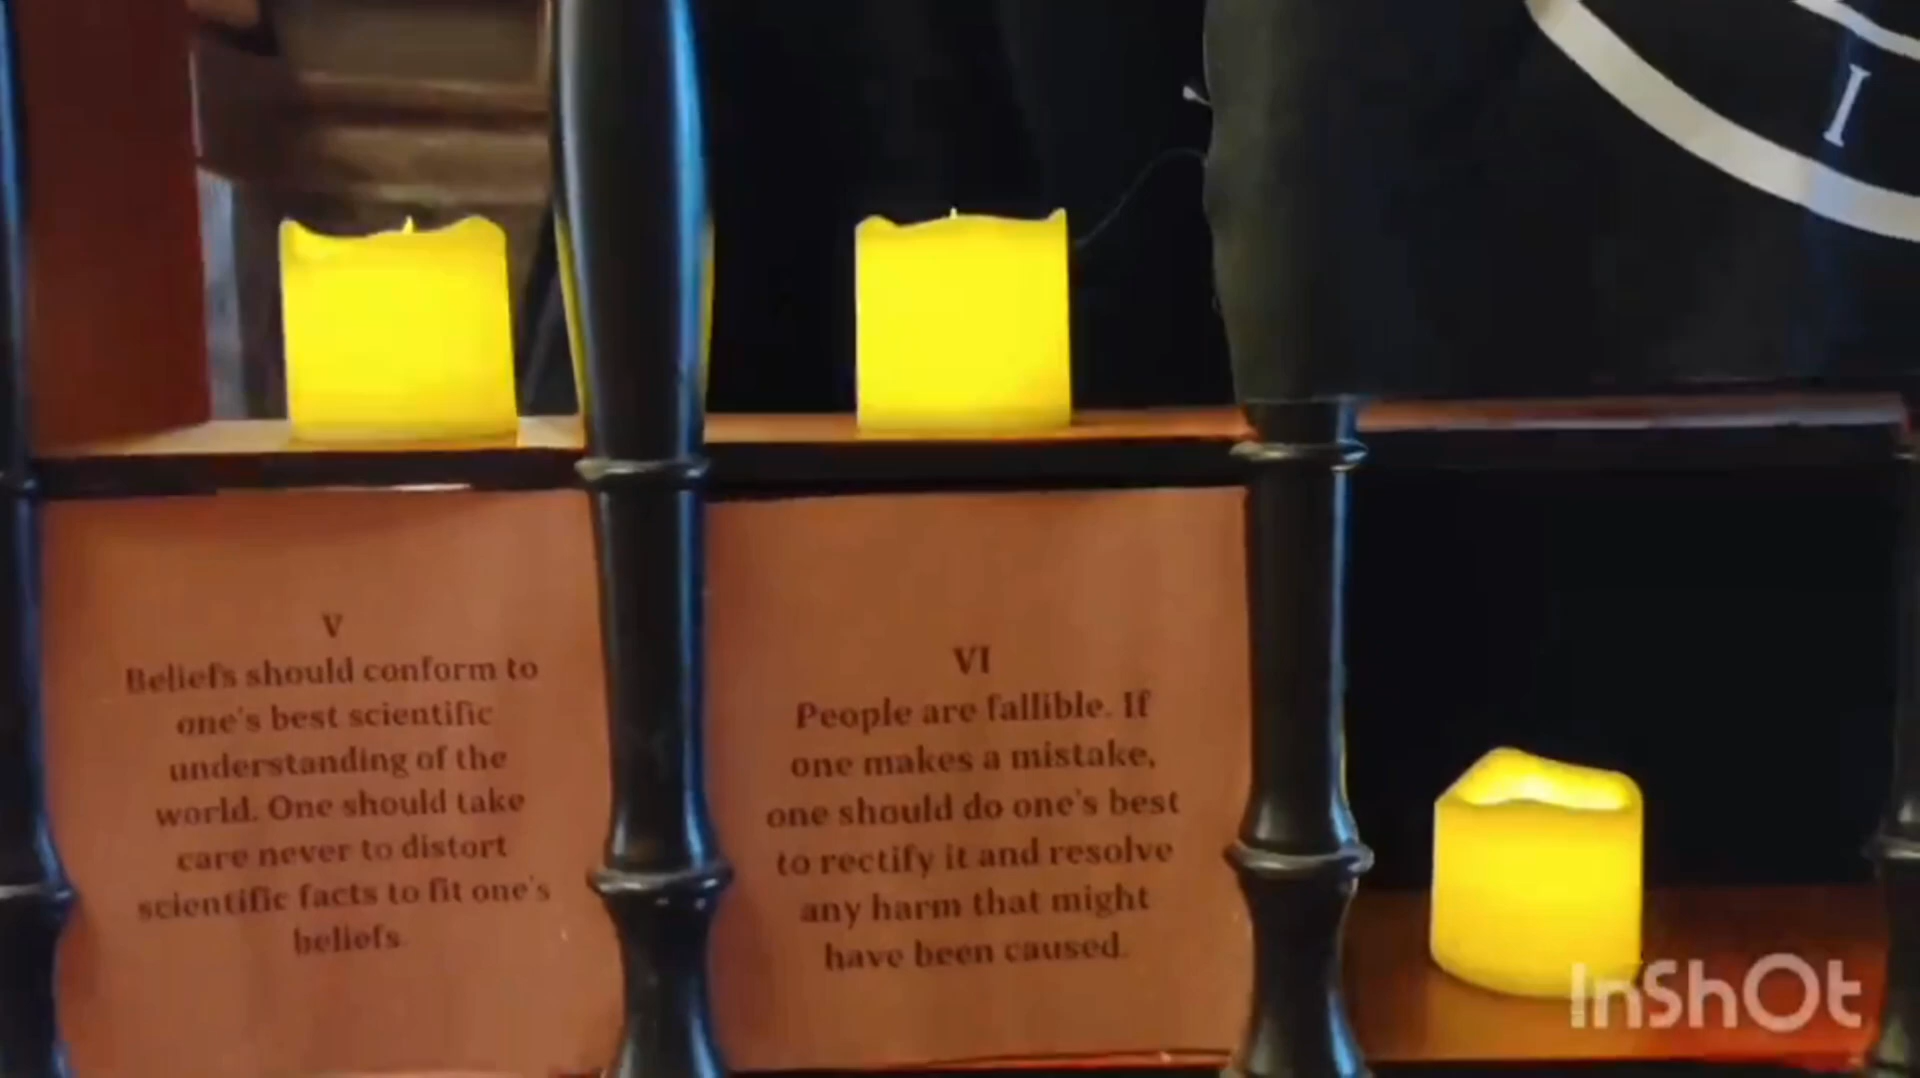 I
V
Beliefs should conform to
one's best scientific
understanding of the
world. One should take
care never to distort
scientific facts to fit one's
beliefs.
VI
People are fallible. If
one makes a mistake,
one should do one's best
to rectify it and resolve
any harm that might
have been caused.
InShOt